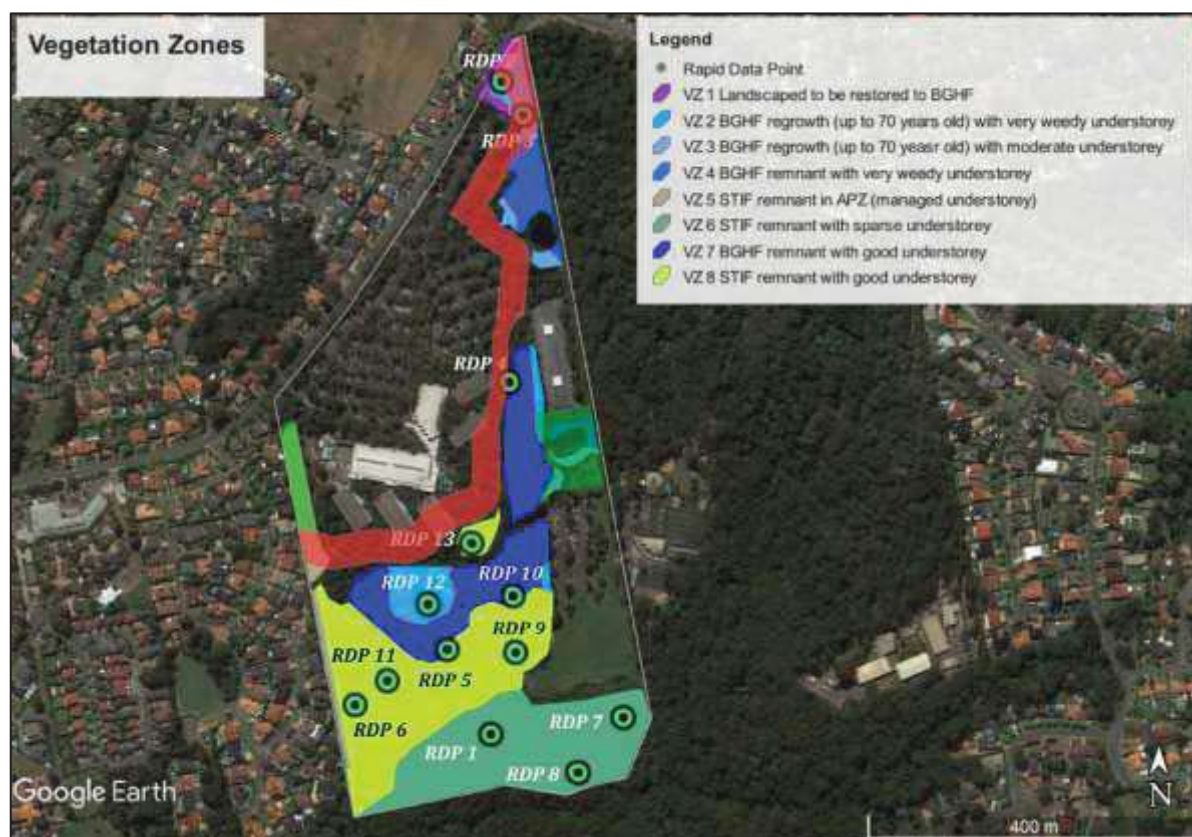 Vegetation Zones
Legend
Rapid Data Point
VZ 1 Landscaped to be restored to BGHF
VZ 2 BGHF regrowth (up to 70 years old) with very weedy understorey
VZ 3 BGHF regrowth (up to 70 yeasr old) with moderate understorey
VZ 4 BGHF remnant with very weedy understorey
VZ 5 STIF remnant in APZ (managed understorey)
VZ 6 STIF remnant with sparse understorey
VZ 7 BGHF remnant with good understorey
VZ 8 STIF remnant with good understorey
RDP
RDP 3
RDP 4
RDP 13
RDP 12
RDP 10
RDP 9
RDP 11
RDP 5
RDP 6
RDP 7
RDP 1
RDP 8
Google Earth
N
400 m